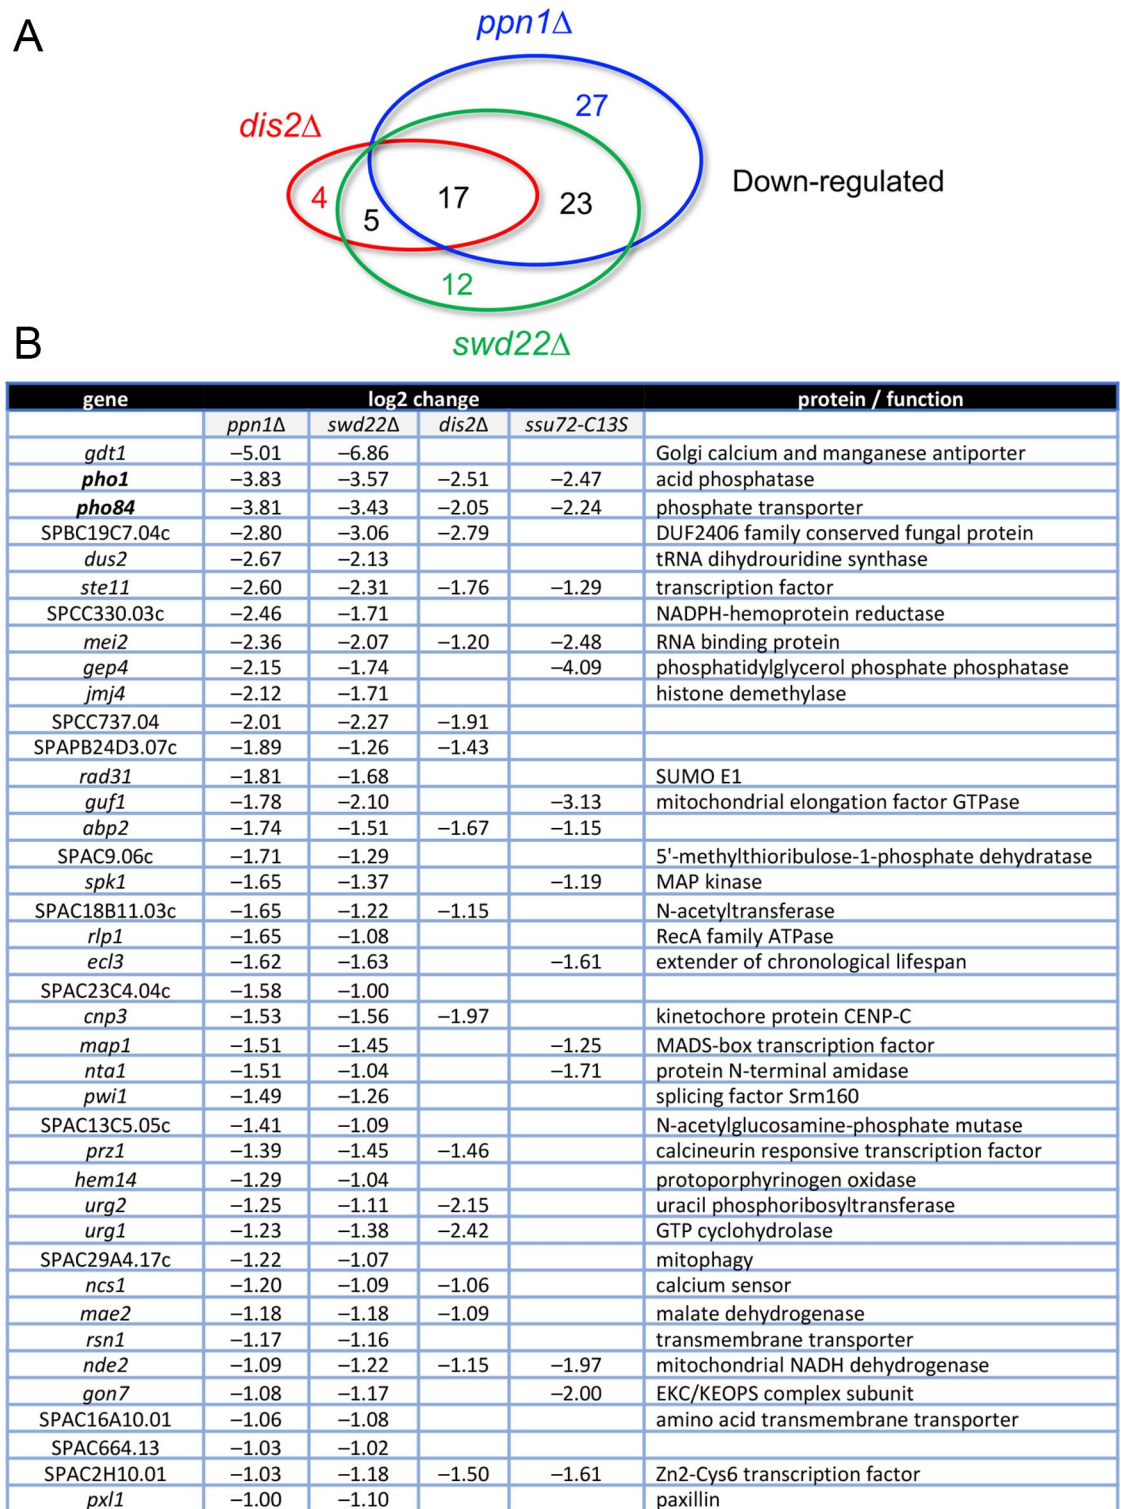 A
ppn1Δ
27
dis2Δ
Down-regulated
4
17
23
5
12
swd22Δ
B
gene log2 change protein / function
ppn1Δ swd22Δ dis2Δ ssu72-C13S
gdt1 −5.01 −6.86 Golgi calcium and manganese antiporter
pho1 −3.83 −3.57 −2.51 −2.47 acid phosphatase
pho84 −3.81 −3.43 −2.05 −2.24 phosphate transporter
SPBC19C7.04c −2.80 −3.06 −2.79 DUF2406 family conserved fungal protein
dus2 −2.67 −2.13 tRNA dihydrouridine synthase
ste11 −2.60 −2.31 −1.76 −1.29 transcription factor
SPCC330.03c −2.46 −1.71 NADPH-hemoprotein reductase
mei2 −2.36 −2.07 −1.20 −2.48 RNA binding protein
gep4 −2.15 −1.74 −4.09 phosphatidylglycerol phosphate phosphatase
jmj4 −2.12 −1.71 histone demethylase
SPCC737.04 −2.01 −2.27 −1.91
SPAPB24D3.07c −1.89 −1.26 −1.43
rad31 −1.81 −1.68 SUMO E1
guf1 −1.78 −2.10 −3.13 mitochondrial elongation factor GTPase
abp2 −1.74 −1.51 −1.67 −1.15
SPAC9.06c −1.71 −1.29 5'-methylthioribulose-1-phosphate dehydratase
spk1 −1.65 −1.37 −1.19 MAP kinase
SPAC18B11.03c −1.65 −1.22 −1.15 N-acetyltransferase
rlp1 −1.65 −1.08 RecA family ATPase
ecl3 −1.62 −1.63 −1.61 extender of chronological lifespan
SPAC23C4.04c −1.58 −1.00
cnp3 −1.53 −1.56 −1.97 kinetochore protein CENP-C
map1 −1.51 −1.45 −1.25 MADS-box transcription factor
nta1 −1.51 −1.04 −1.71 protein N-terminal amidase
pwi1 −1.49 −1.26 splicing factor Srm160
SPAC13C5.05c −1.41 −1.09 N-acetylglucosamine-phosphate mutase
prz1 −1.39 −1.45 −1.46 calcineurin responsive transcription factor
hem14 −1.29 −1.04 protoporphyrinogen oxidase
urg2 −1.25 −1.11 −2.15 uracil phosphoribosyltransferase
urg1 −1.23 −1.38 −2.42 GTP cyclohydrolase
SPAC29A4.17c −1.22 −1.07 mitophagy
ncs1 −1.20 −1.09 −1.06 calcium sensor
mae2 −1.18 −1.18 −1.09 malate dehydrogenase
rsn1 −1.17 −1.16 transmembrane transporter
nde2 −1.09 −1.22 −1.15 −1.97 mitochondrial NADH dehydrogenase
gon7 −1.08 −1.17 −2.00 EKC/KEOPS complex subunit
SPAC16A10.01 −1.06 −1.08 amino acid transmembrane transporter
SPAC664.13 −1.03 −1.02
SPAC2H10.01 −1.03 −1.18 −1.50 −1.61 Zn2-Cys6 transcription factor
pxl1 −1.00 −1.10 paxillin